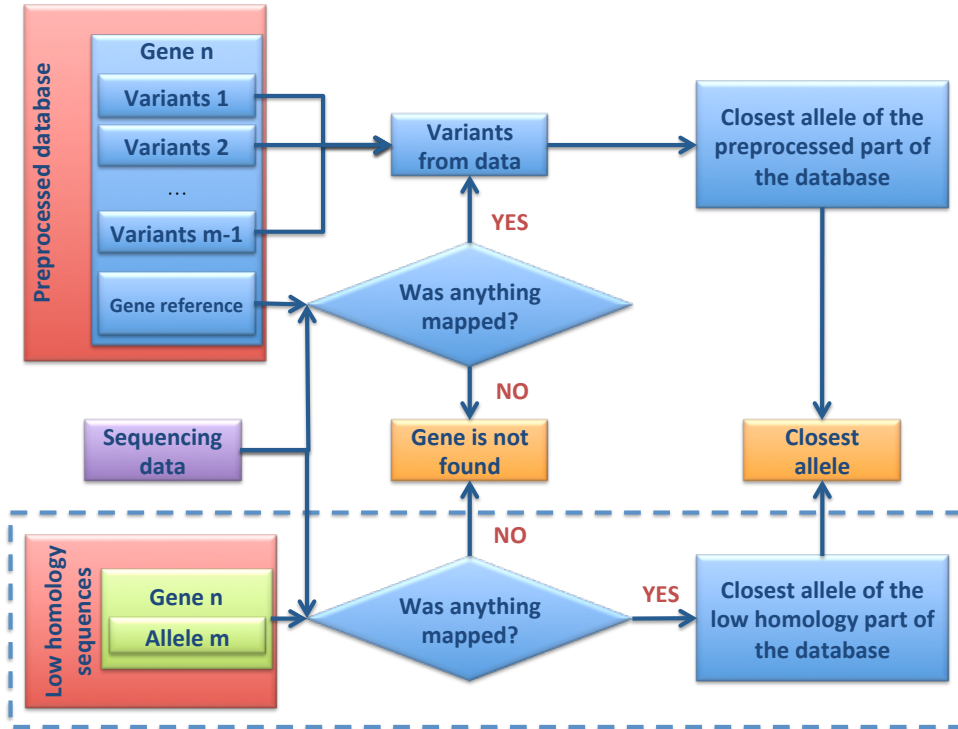 Preprocessed database
Gene n
Variants 1
Variants 2
...
Variants m-1
Gene reference
Variants
from data
Closest allele of the
preprocessed part of
the database
YES
Was anything
mapped?
NO
Sequencing
data
Gene is not
found
Closest
allele
Low homology
sequences
Gene n
Allele m
NO
Was anything
mapped?
YES
Closest allele of the
low homology part of
the database